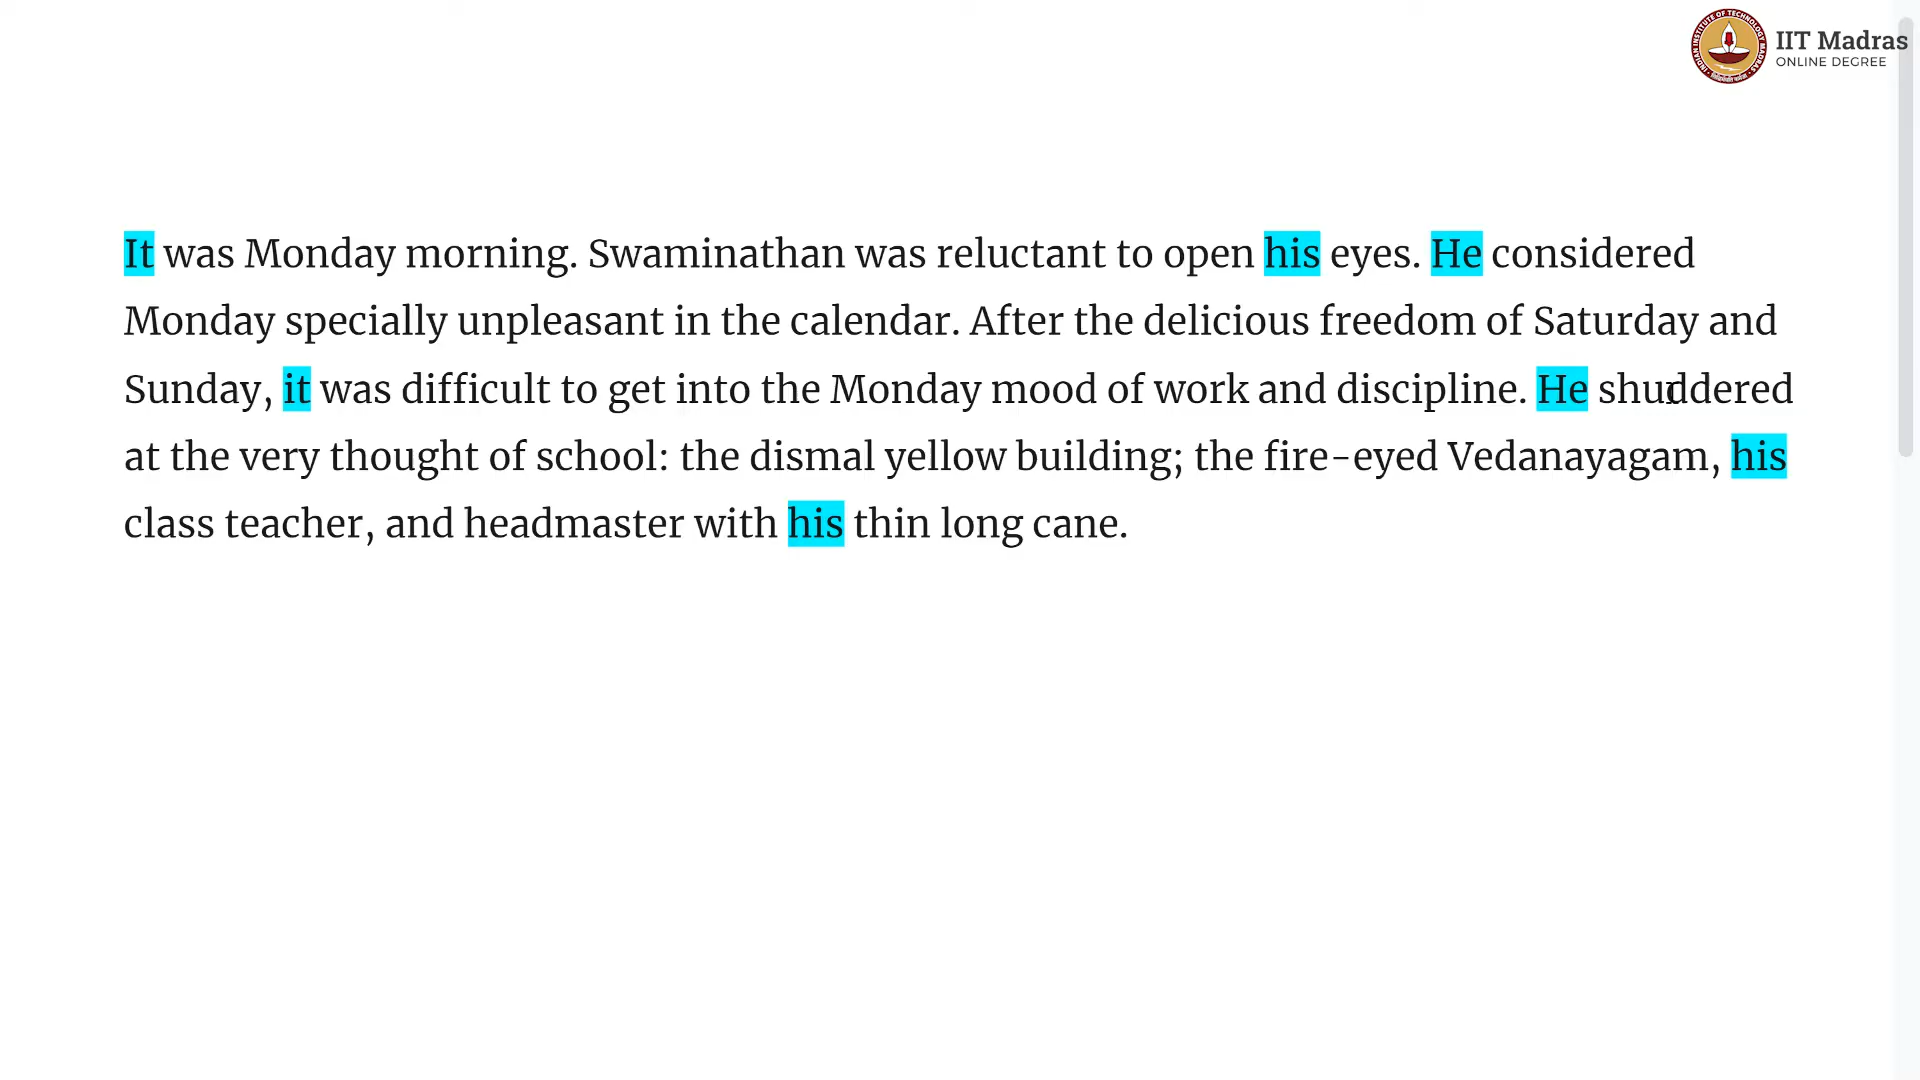 IIT Madras
ONLINE DEGREE
It was Monday morning. Swaminathan was reluctant to open his eyes. He considered
Monday specially unpleasant in the calendar. After the delicious freedom of Saturday and
Sunday, it was difficult to get into the Monday mood of work and discipline. He shuddered
at the very thought of school: the dismal yellow building; the fire-eyed Vedanayagam, his
class teacher, and headmaster with his thin long cane.